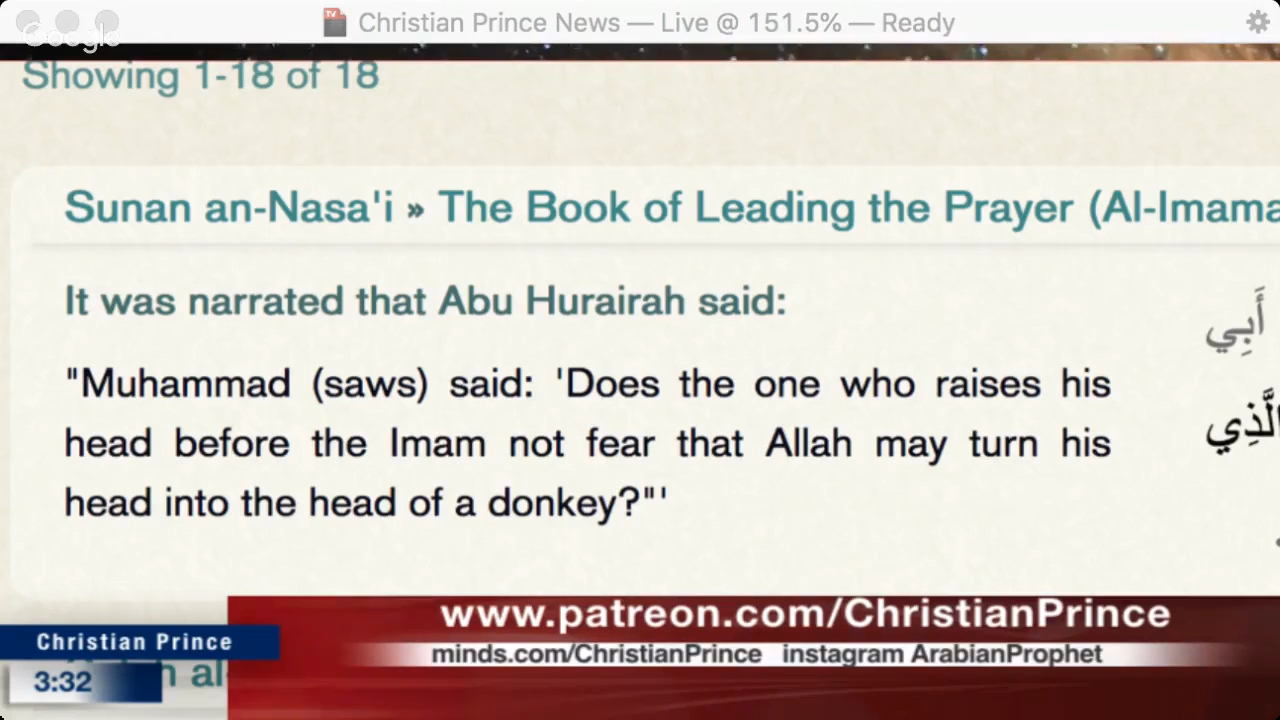 Christian Prince News — Live @ 151.5% — Ready
Google
Showing 1-18 of 18
Sunan an-Nasa'i » The Book of Leading the Prayer (Al-Imama
It was narrated that Abu Hurairah said:
أَبِي
"Muhammad (saws) said: 'Does the one who raises his
head before the Imam not fear that Allah may turn his
الَّذِي
head into the head of a donkey?"'
www.patreon.com/ChristianPrince
Christian Prince
minds.com/ChristianPrince instagram ArabianProphet
3:32